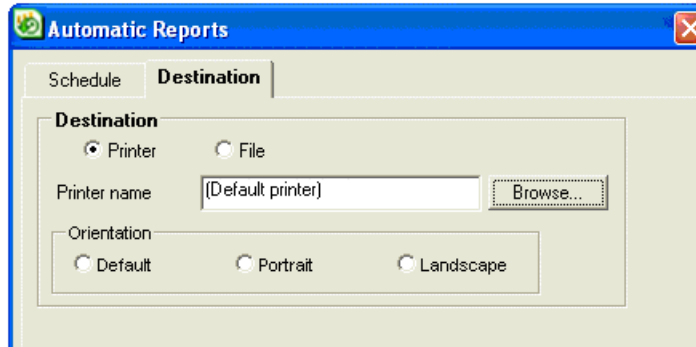 Automatic Reports
Schedule Destination
Destination
Printer File
Printer name (Default printer) Browse...
Orientation
Default Portrait Landscape